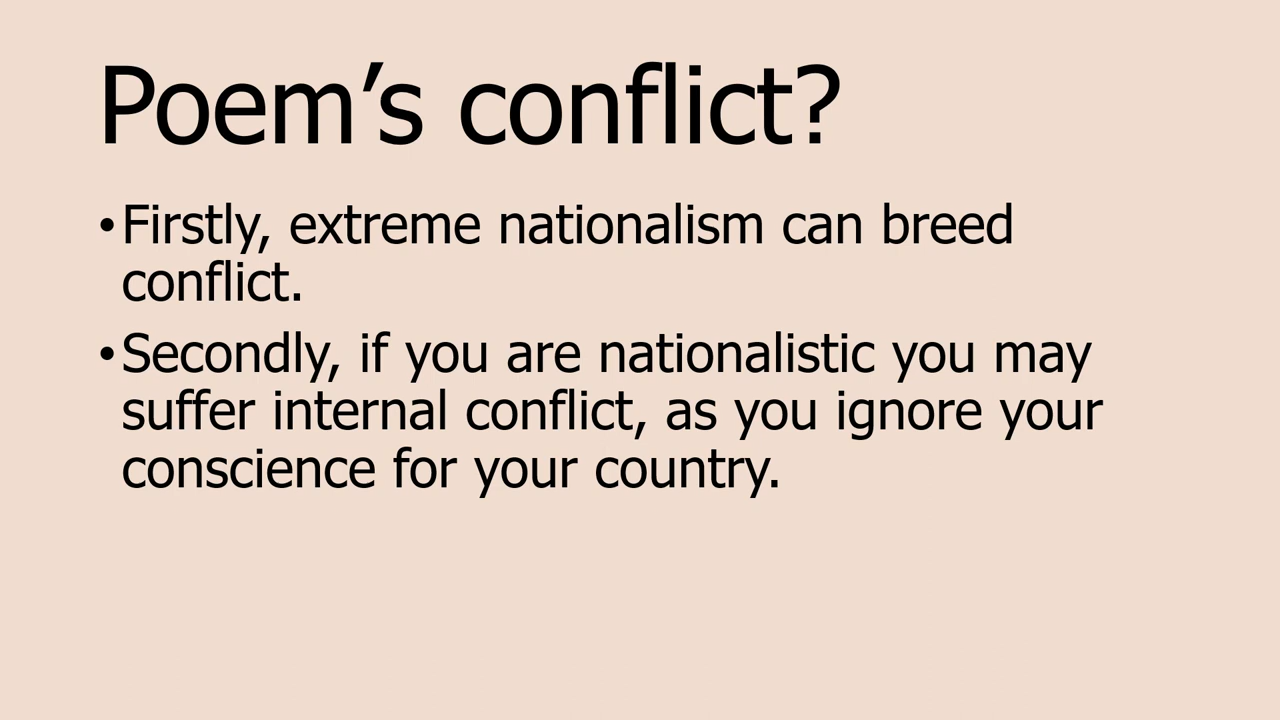 Poem’s conflict?
•Firstly, extreme nationalism can breed
conflict.
•Secondly, if you are nationalistic you may
suffer internal conflict, as you ignore your
conscience for your country.